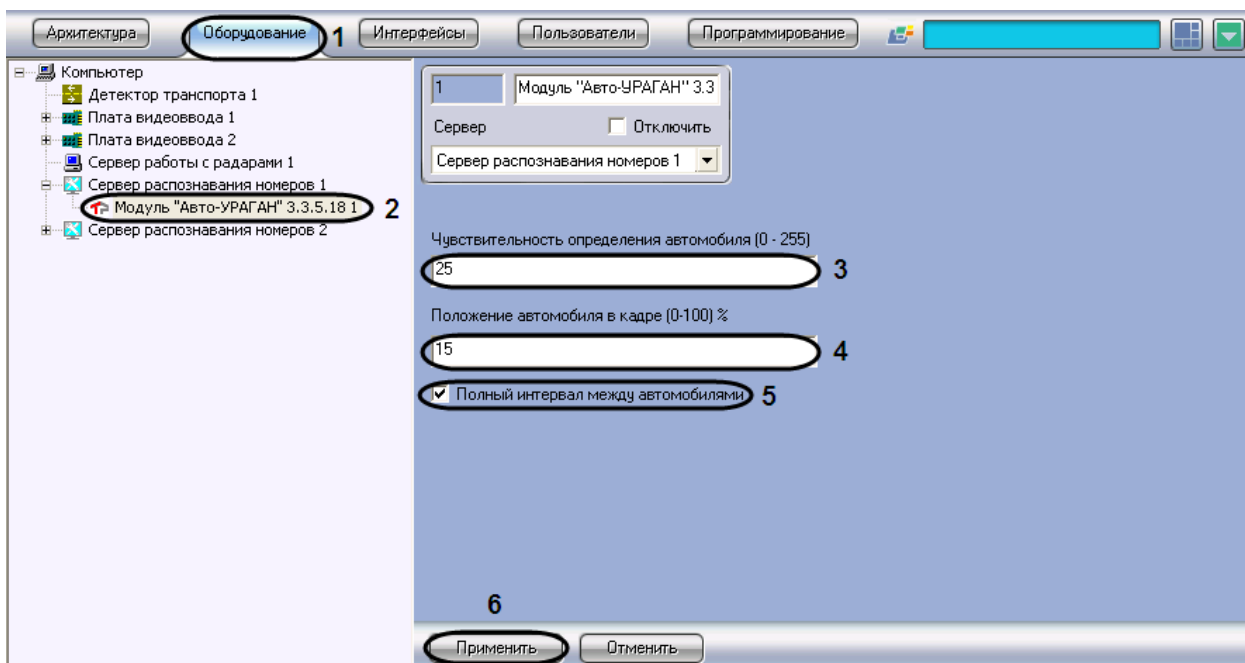 Архитектура Оборудование 1 Интерфейсы Пользователи Программирование
Компьютер
Детектор транспорта 1
Плата видеоввода 1
Плата видеоввода 2
Сервер работы с радарами 1
Сервер распознавания номеров 1
Модуль "Авто-УРАГАН" 3.3.5.18 1 2
Сервер распознавания номеров 2
1 Модуль "Авто-УРАГАН" 3.3
Сервер Отключить
Сервер распознавания номеров 1
Чувствительность определения автомобиля (0 - 255)
25 3
Положение автомобиля в кадре (0-100) %
15 4
Полный интервал между автомобилями 5
6
Применить Отменить